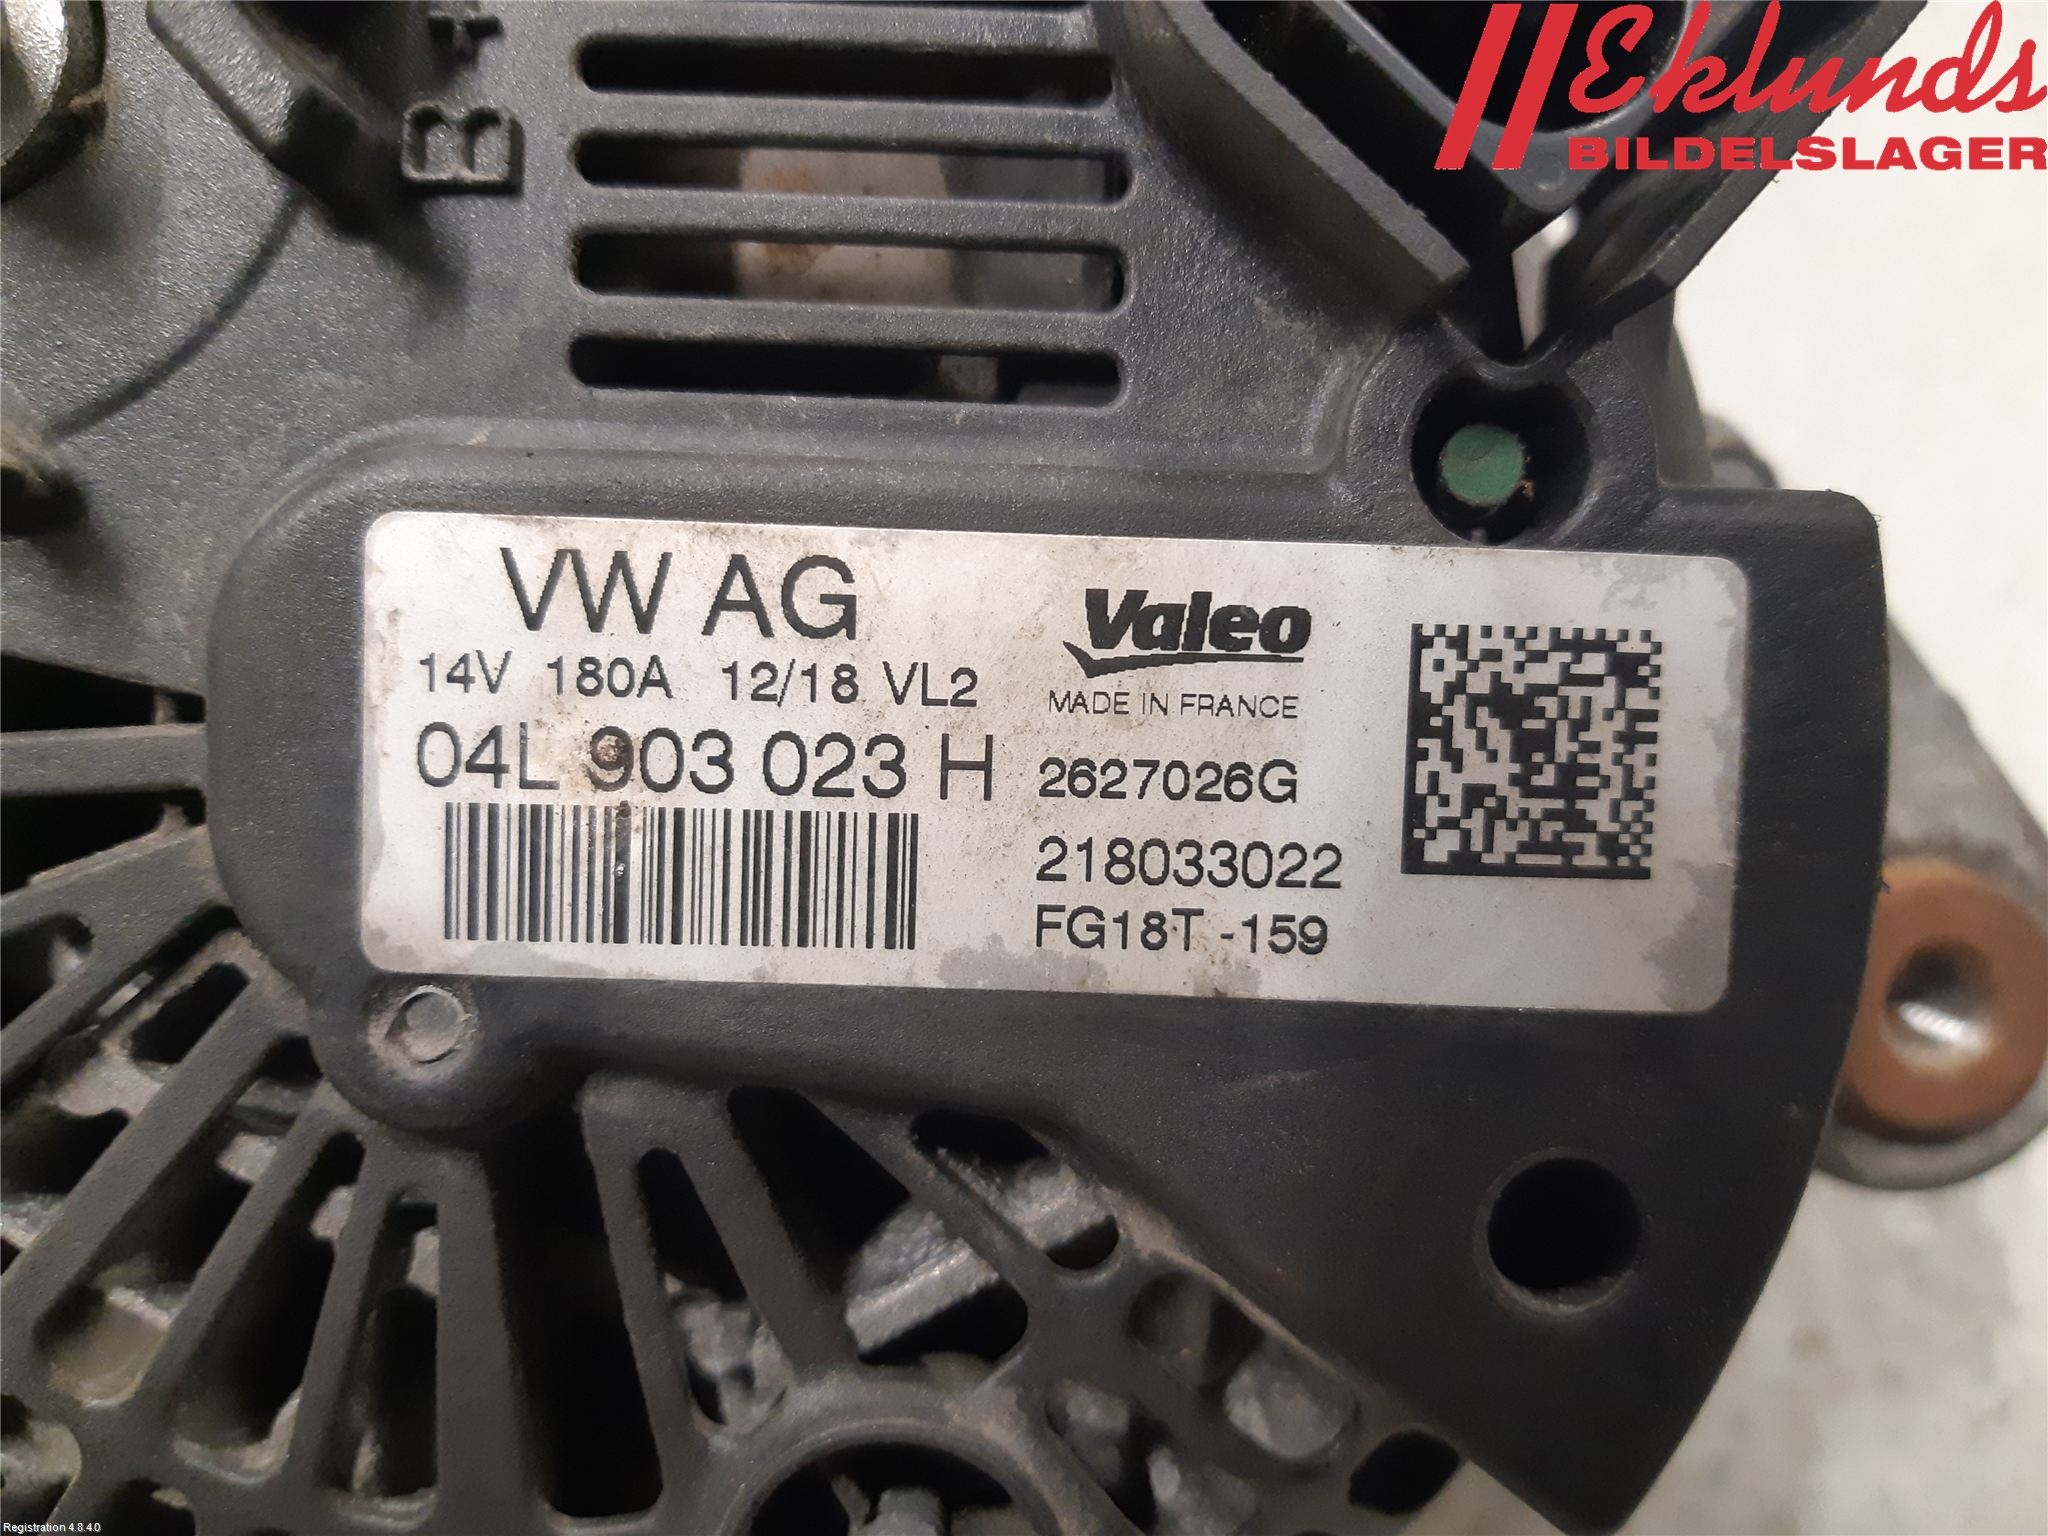 B+
Eklunds
BILDELSLAGER
VW AG
14V 180A 12/18 VL2
04L 903 023 H
Valeo
MADE IN FRANCE
2627026G
218033022
FG18T -159
Registration 4.8.4.0